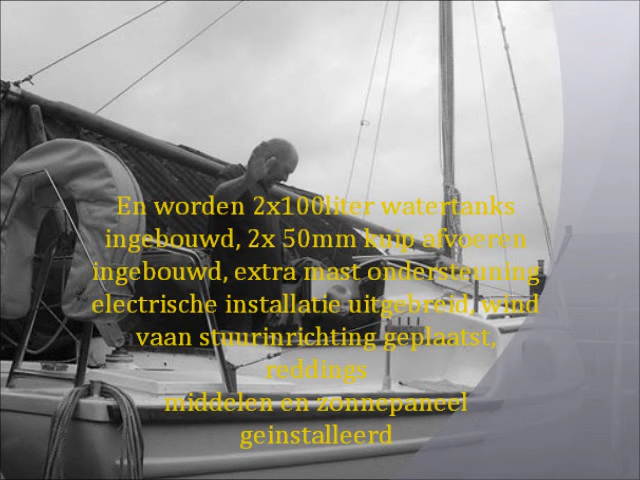 En worden 2x100liter watertanks
ingebouwd, 2x 50mm kuip afvoeren
ingebouwd, extra mast ondersteuning
electrische installatie uitgebreid, wind
vaan stuurinrichting geplaatst,
reddings
middelen en zonnepaneel
geinstalleerd